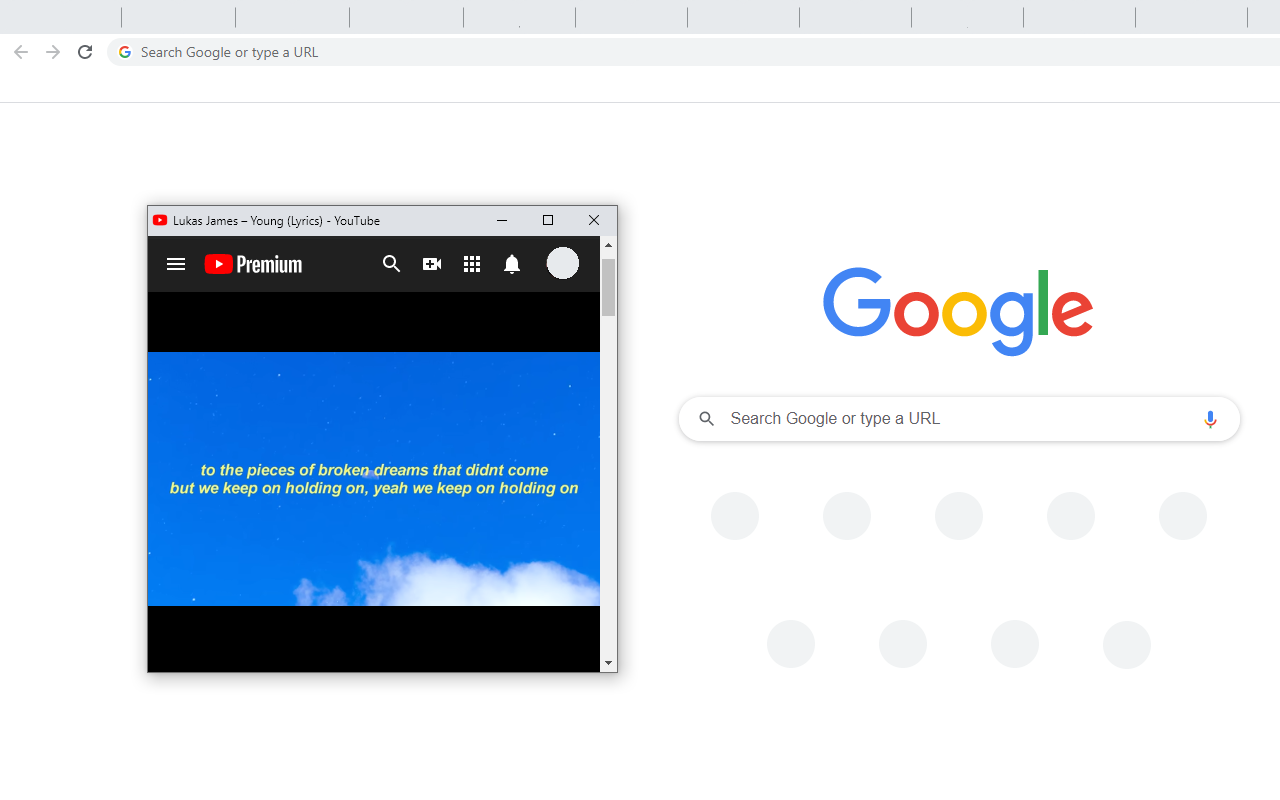 Search Google or type a URL
Lukas James – Young (Lyrics) - YouTube
Premium
to the pieces of broken dreams that didnt come
but we keep on holding on, yeah we keep on holding on
Google
Search Google or type a URL